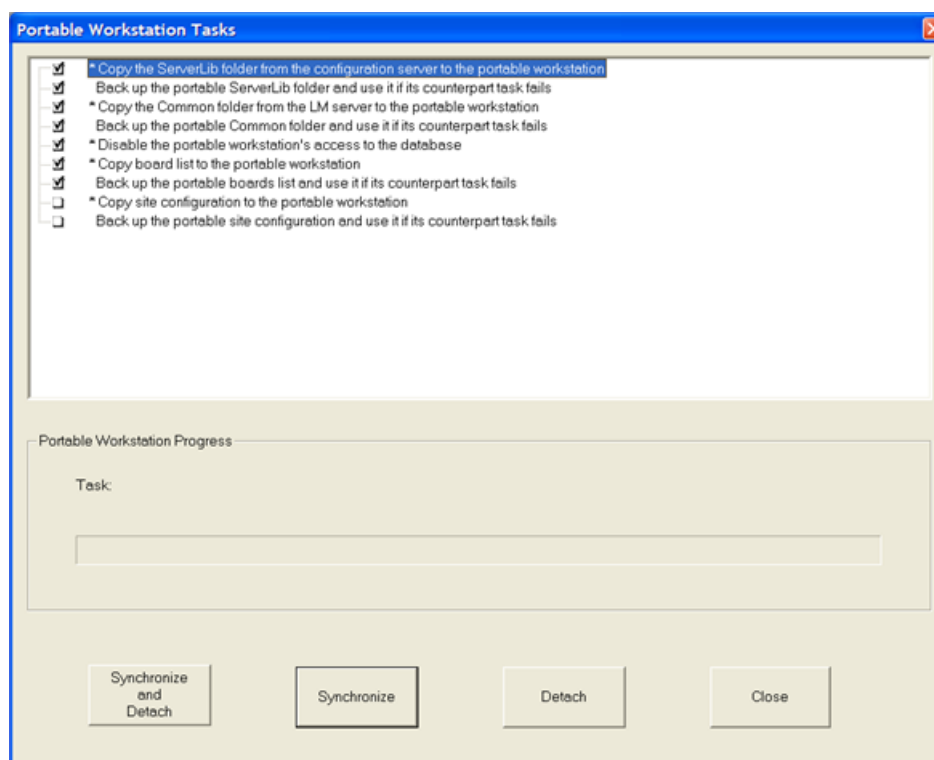 Portable Workstation Tasks
* Copy the ServerLib folder from the configuration server to the portable workstation
Back up the portable ServerLib folder and use it if its counterpart task fails
* Copy the Common folder from the LM server to the portable workstation
Back up the portable Common folder and use it if its counterpart task fails
* Disable the portable workstation's access to the database
* Copy board list to the portable workstation
Back up the portable boards list and use it if its counterpart task fails
* Copy site configuration to the portable workstation
Back up the portable site configuration and use it if its counterpart task fails
Portable Workstation Progress
Task:
Synchronize
and
Detach
Synchronize
Detach
Close